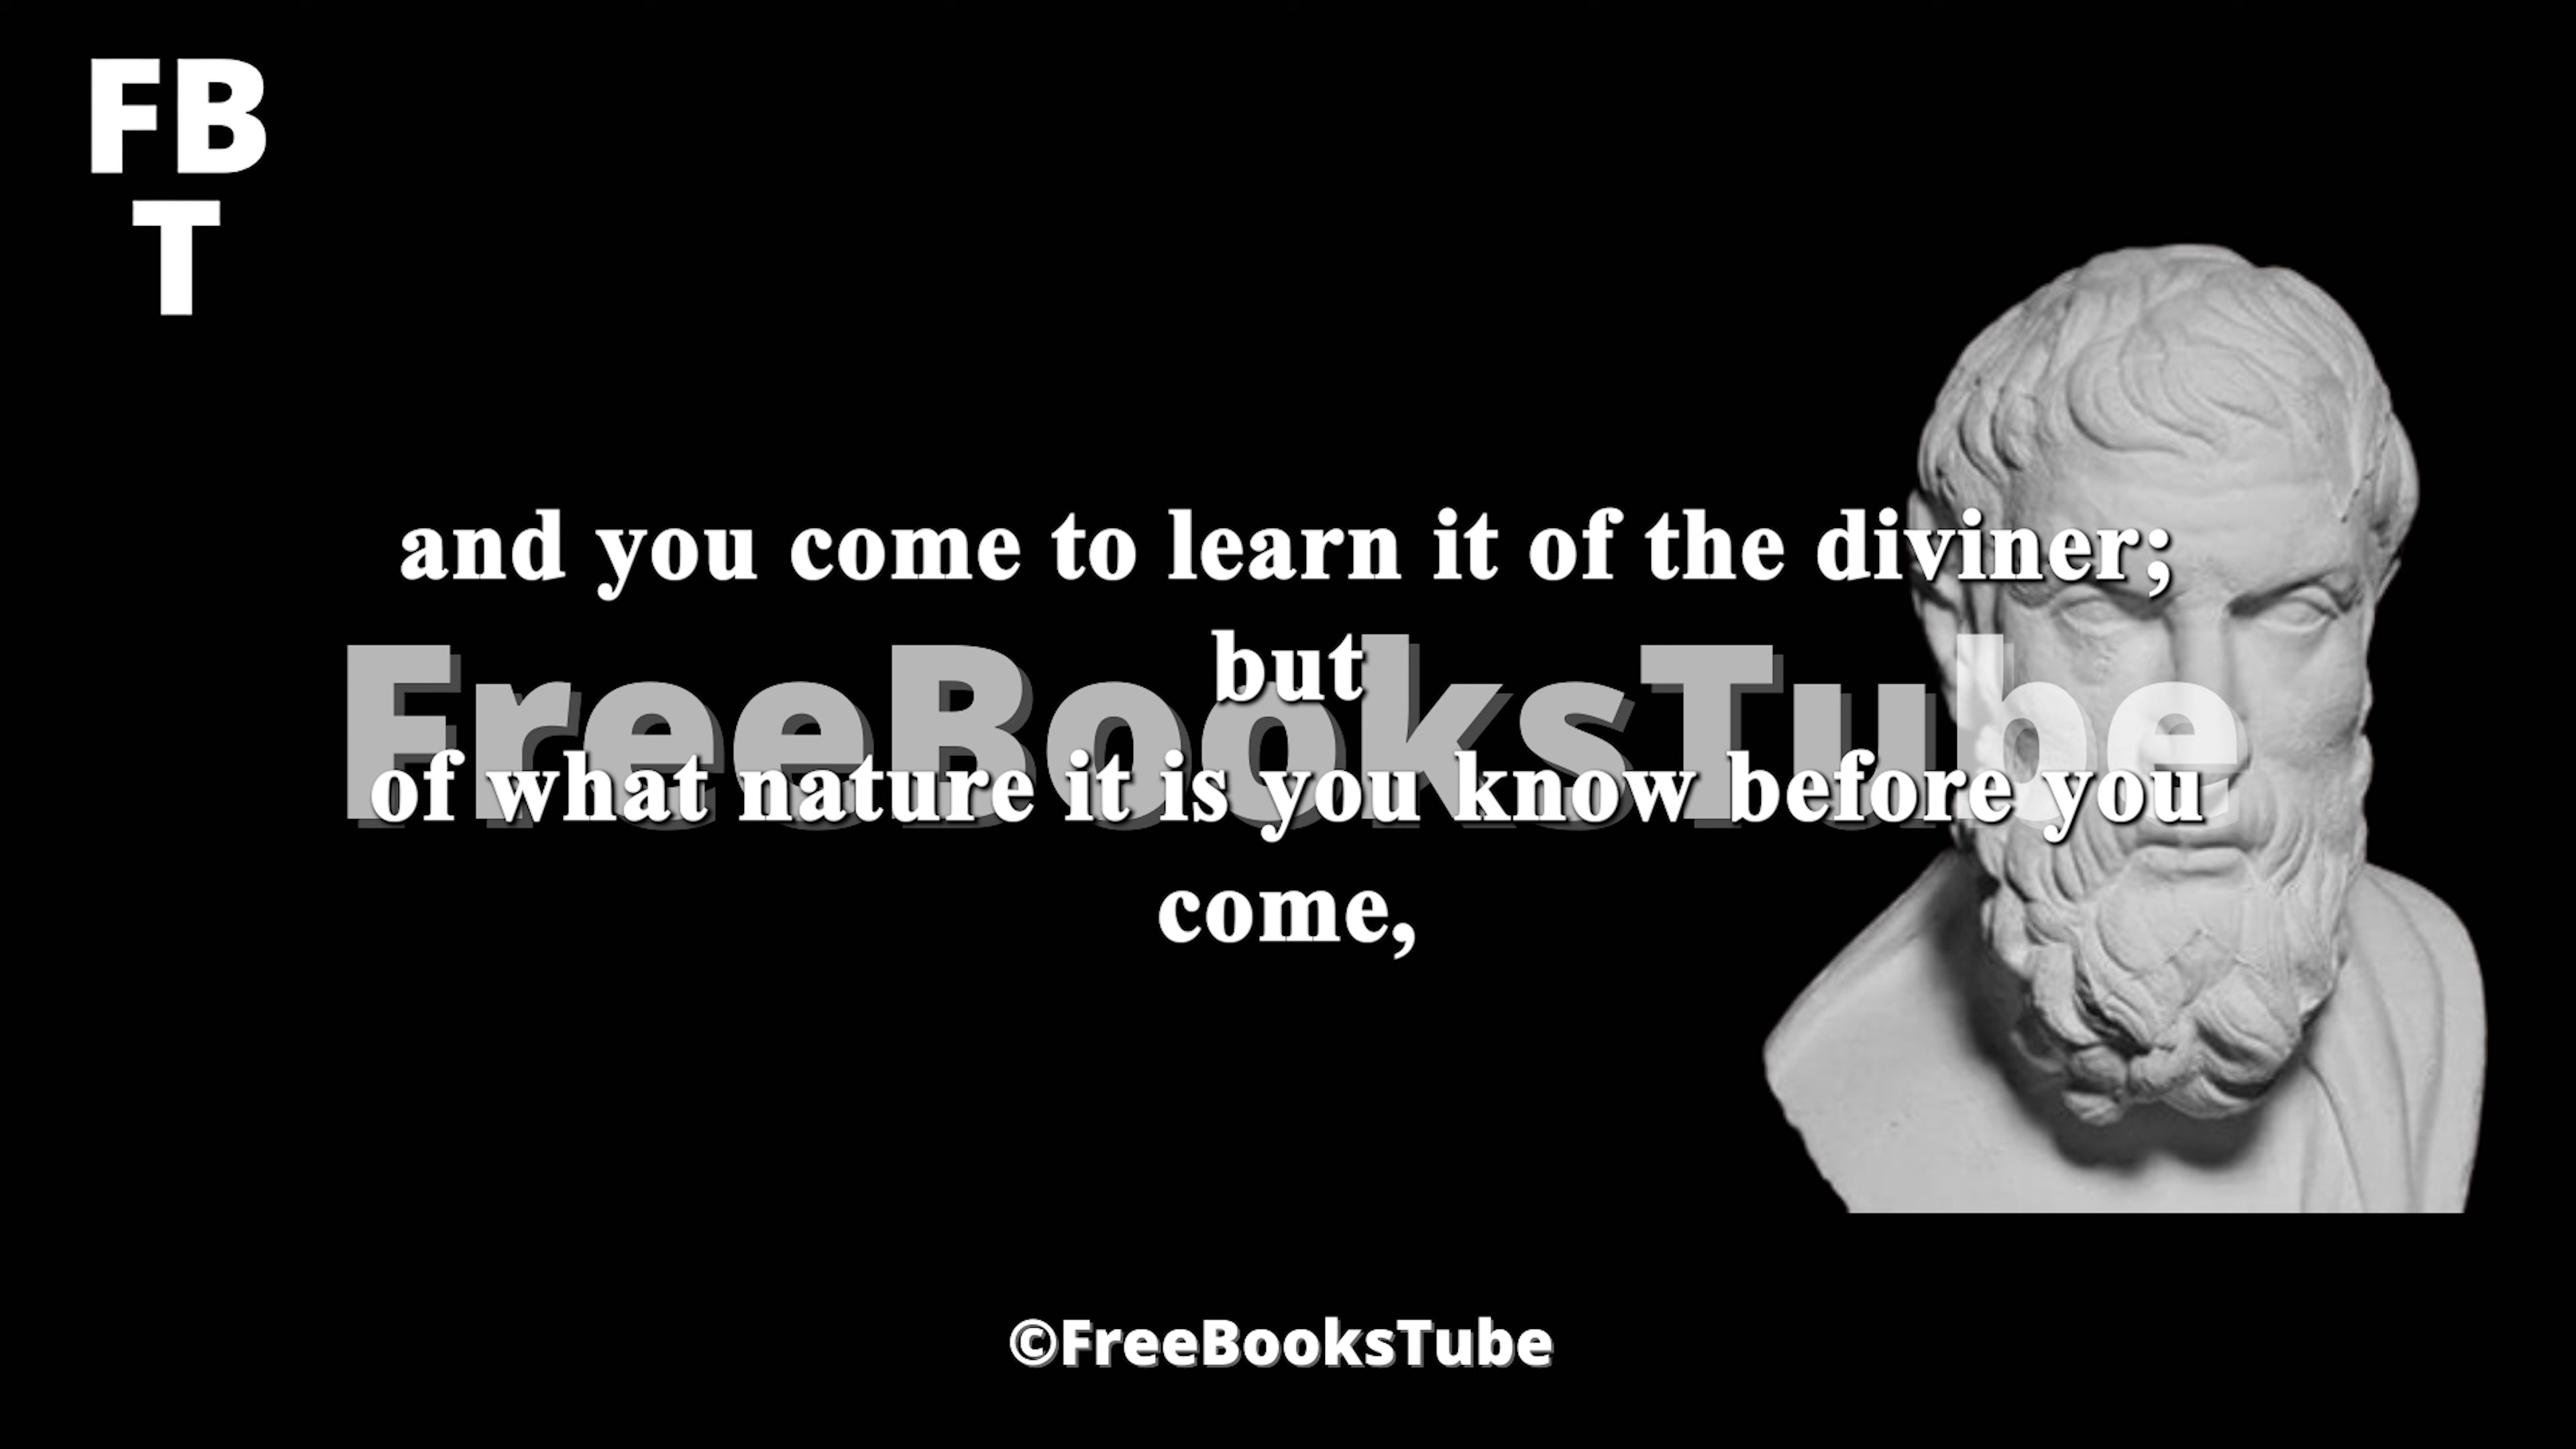 FB
T
and you come to learn it of the diviner;
but
FreeBooksTube
of what nature it is you know before you
come,
©FreeBooksTube